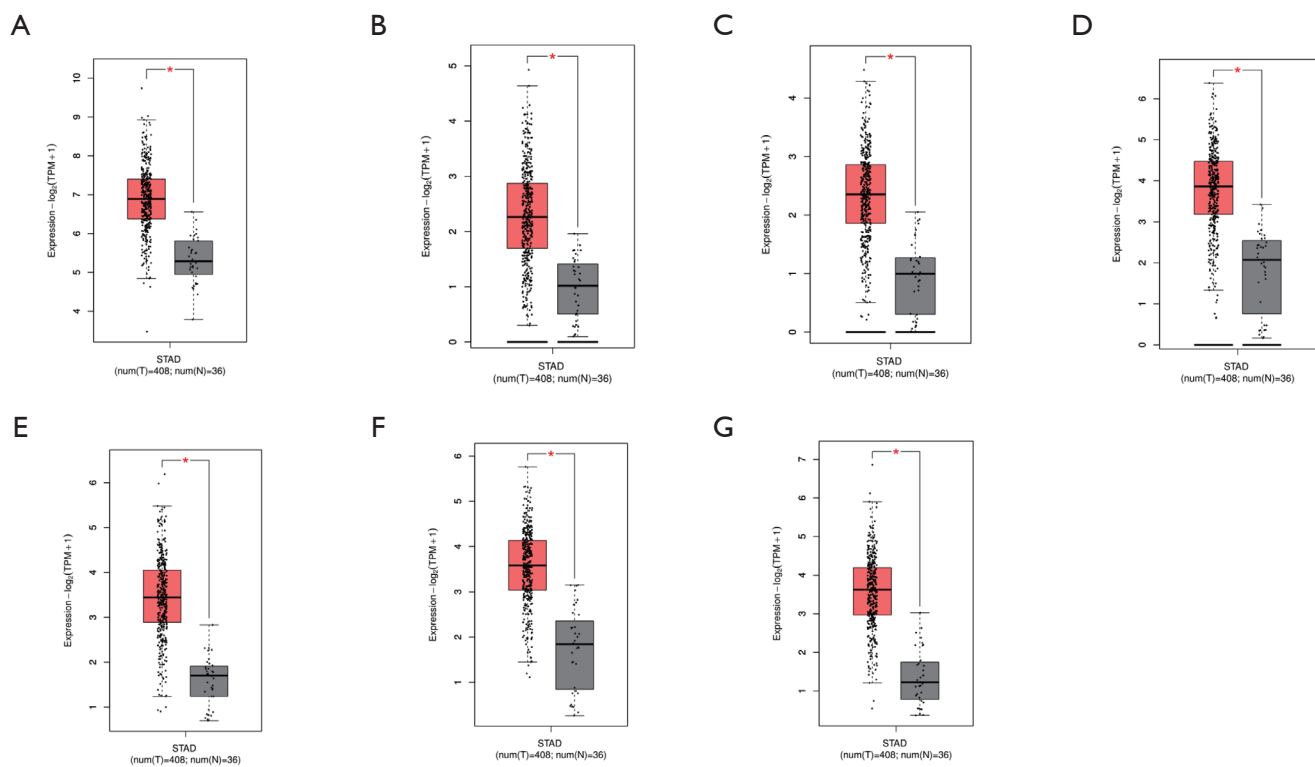 A
B
C
D
*
10
9
8
7
6
5
4
Expression – log2(TPM + 1)
STAD
(num(T)=408; num(N)=36)
*
5
4
3
2
1
0
Expression – log2(TPM + 1)
STAD
(num(T)=408; num(N)=36)
*
4
3
2
1
0
Expression – log2(TPM + 1)
STAD
(num(T)=408; num(N)=36)
*
6
5
4
3
2
1
0
Expression – log2(TPM + 1)
STAD
(num(T)=408; num(N)=36)
E
F
G
*
6
5
4
3
2
1
Expression – log2(TPM + 1)
STAD
(num(T)=408; num(N)=36)
*
6
5
4
3
2
1
Expression – log2(TPM + 1)
STAD
(num(T)=408; num(N)=36)
*
7
6
5
4
3
2
1
Expression – log2(TPM + 1)
STAD
(num(T)=408; num(N)=36)